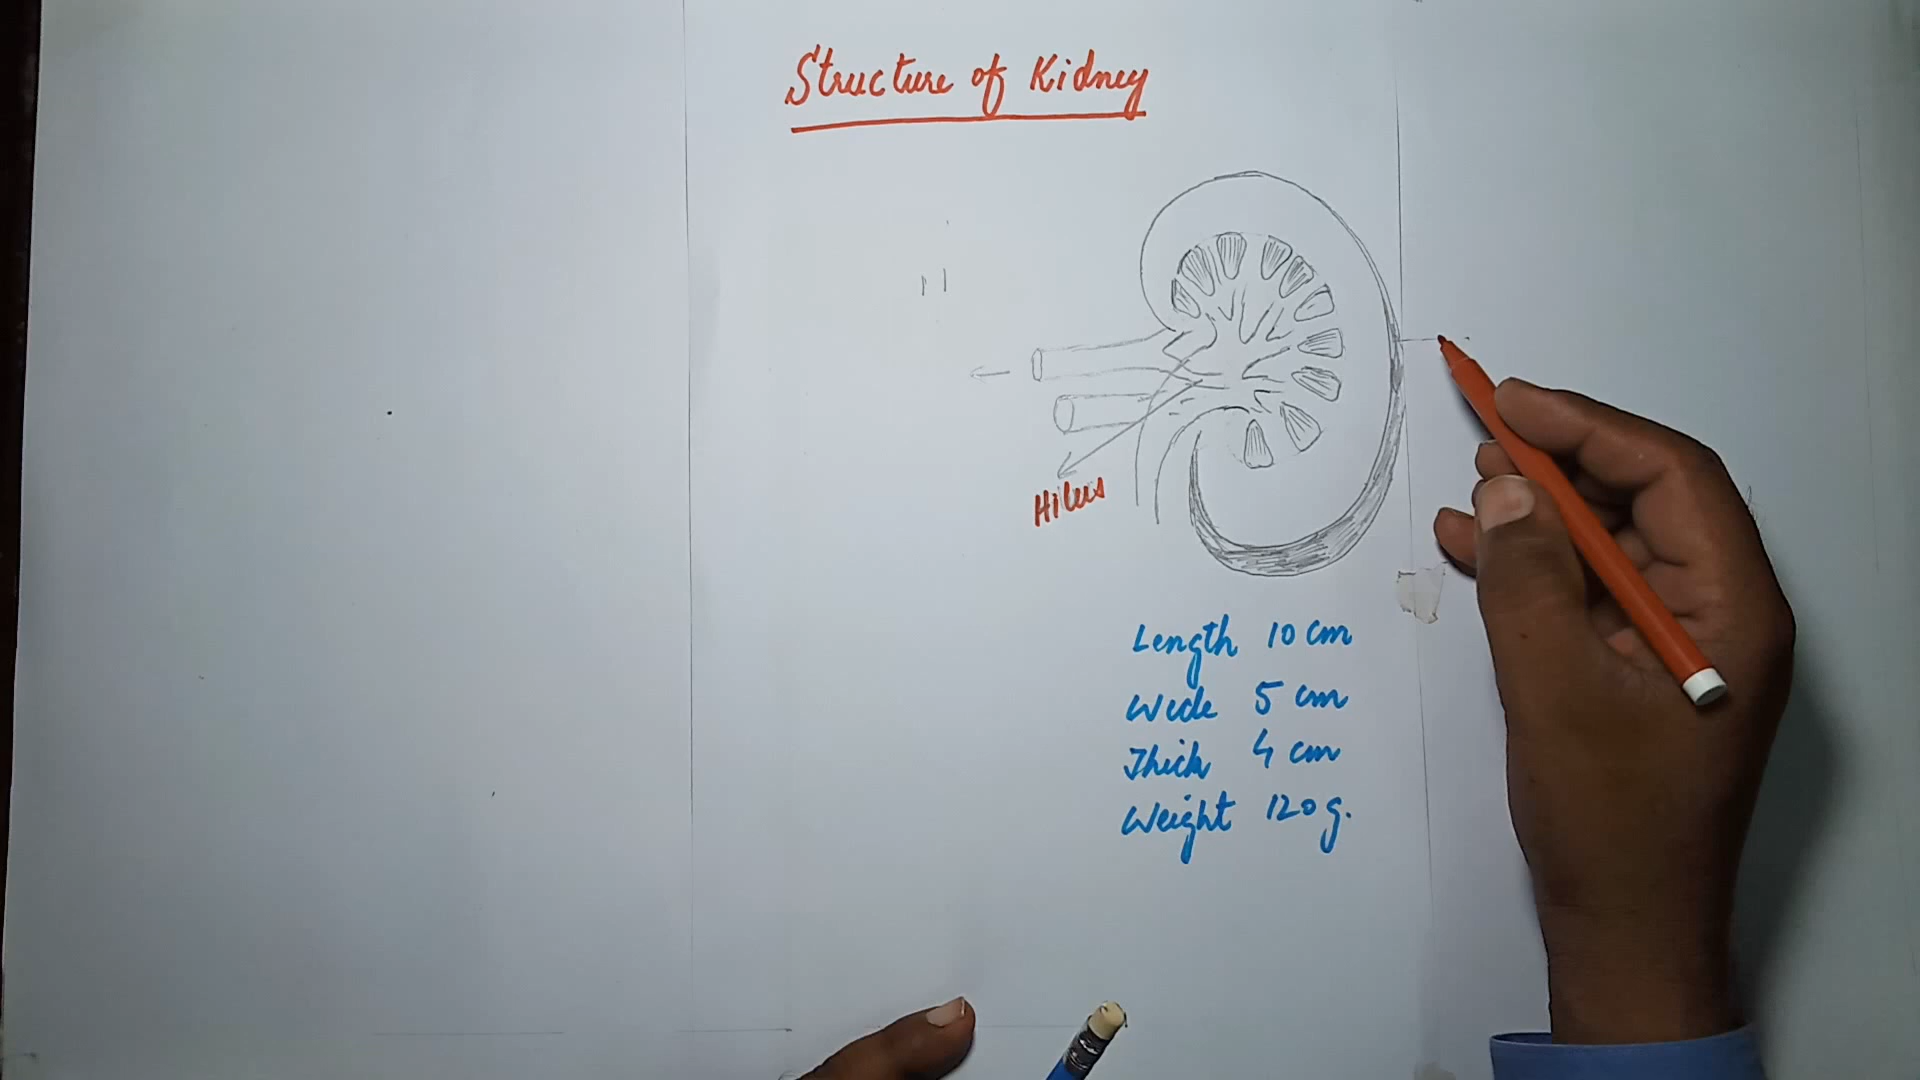 Structure of Kidney
Hilus
Length 10 cm
Wide 5 cm
Thick 4 cm
Weight 120 g.